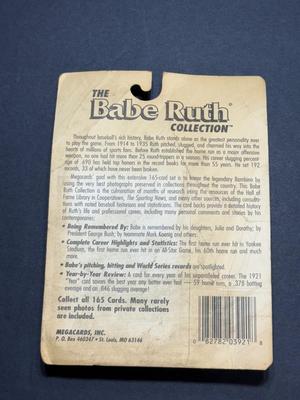 THE
Babe Ruth®
COLLECTION™
Throughout baseball's rich history, Babe Ruth stands alone as the greatest personality ever
to play the game. From 1914 to 1935 Ruth pitched, slugged, and charmed his way into the
hearts of millions of sports fans. Before Ruth established the home run as a major offensive
weapon, no one had hit more than 25 round-trippers in a season. His career slugging percent-
age of .690 has held top honors in the record books for more than 55 years. He set 192
records, 33 of which have never been broken.
Megacards' goal with this exclusive 165-card set is to keep the legendary Bambino by
using the very best photographs preserved in collections throughout the country. This Babe
Ruth Collection is the culmination of months of research using the resources of the Hall of
Fame Library in Cooperstown, The Sporting News, and many other sources, including consulta-
tions with noted baseball historians and statisticians. The card backs provide a detailed history
of Ruth's life and professional career, including many personal comments and stories by his
contemporaries:
• Being Remembered By: Babe is remembered by his daughters, Julia and Dorothy; by
President George Bush; by teammate Mark Koenig and others.
• Complete Career Highlights and Statistics: The first home run ever hit in Yankee
Stadium, the first home run ever hit in an All-Star Game, his 60th home run and much
more.
• Babe's pitching, hitting and World Series records are spotlighted.
• Year-by-Year Review: A card for every year of his unparalleled career. The 1921
"Year" card shows the best year any batter ever had — 59 home runs, a .378 batting
average and an .846 slugging average!
Collect all 165 Cards. Many rarely
seen photos from private collections
are included.
MEGACARDS, INC.
P. O. Box 460367 • St. Louis, MO 63146
0 62782 03921 8